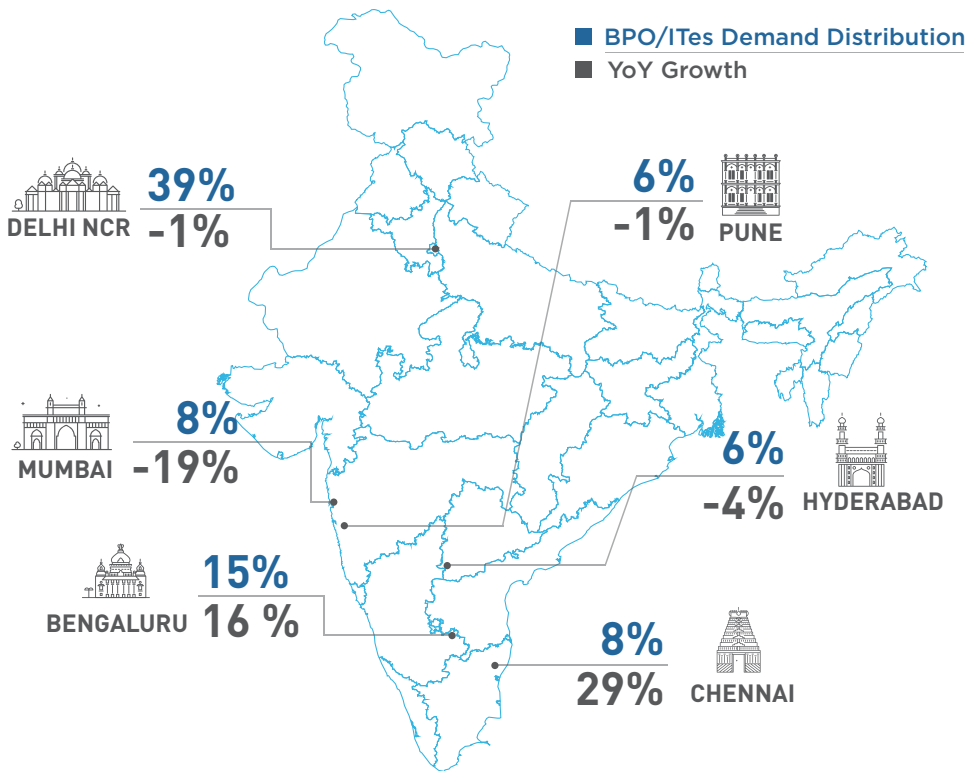 BPO/ITes Demand Distribution
YoY Growth
39%
-1%
DELHI NCR
6%
-1%
PUNE
8%
-19%
MUMBAI
6%
-4%
HYDERABAD
15%
16 %
BENGALURU
8%
29%
CHENNAI